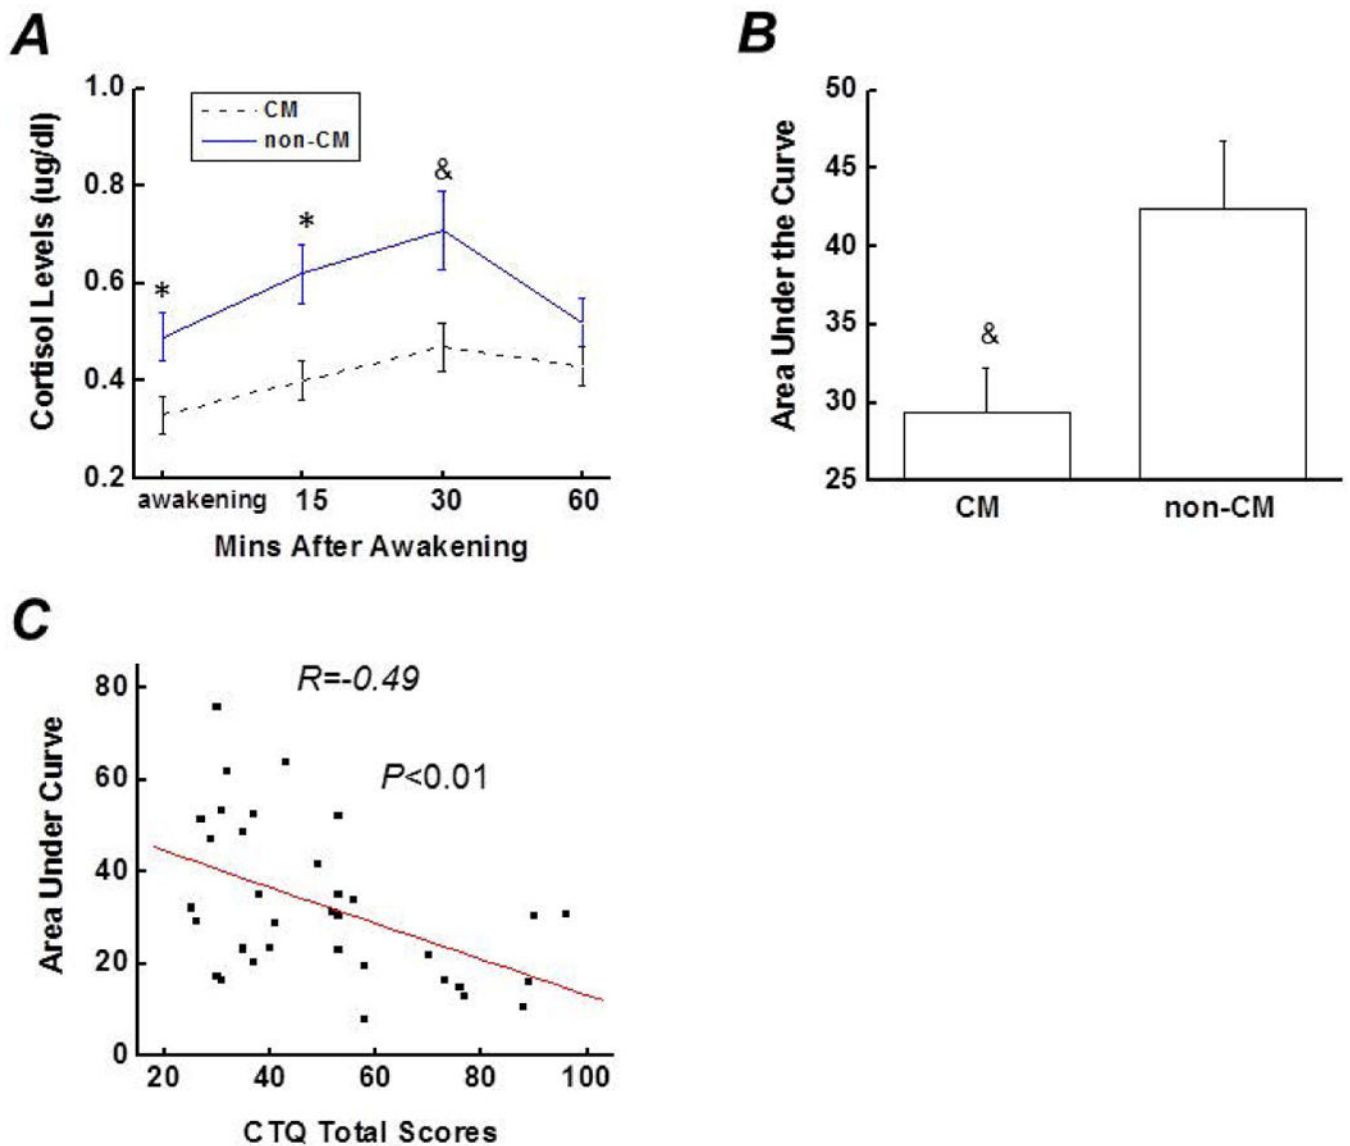 A
1.0
0.8
0.6
0.4
0.2
Cortisol Levels (ug/dl)
CM
non-CM
*
*
&
awakening 15 30 60
Mins After Awakening
B
50
45
40
35
30
25
Area Under the Curve
&
CM non-CM
C
80
60
40
20
0
Area Under Curve
R=-0.49
P<0.01
20 40 60 80 100
CTQ Total Scores